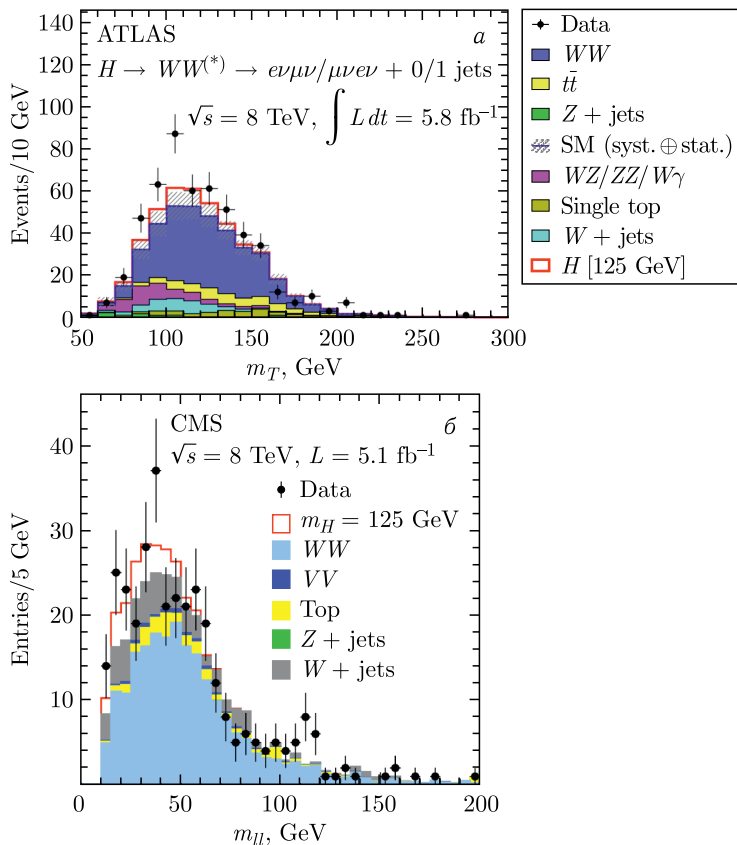 ATLAS
а
H → WW(*) → eνμν/μνeν + 0/1 jets
√s = 8 TeV, ∫ L dt = 5.8 fb⁻¹
Events/10 GeV
140
120
100
80
60
40
20
0
50 100 150 200 250 300
m_T, GeV
Data
WW
tt̄
Z + jets
SM (syst. ⊕ stat.)
WZ/ZZ/Wγ
Single top
W + jets
H [125 GeV]
CMS
б
√s = 8 TeV, L = 5.1 fb⁻¹
Data
m_H = 125 GeV
WW
VV
Top
Z + jets
W + jets
Entries/5 GeV
40
30
20
10
0 50 100 150 200
m_ll, GeV